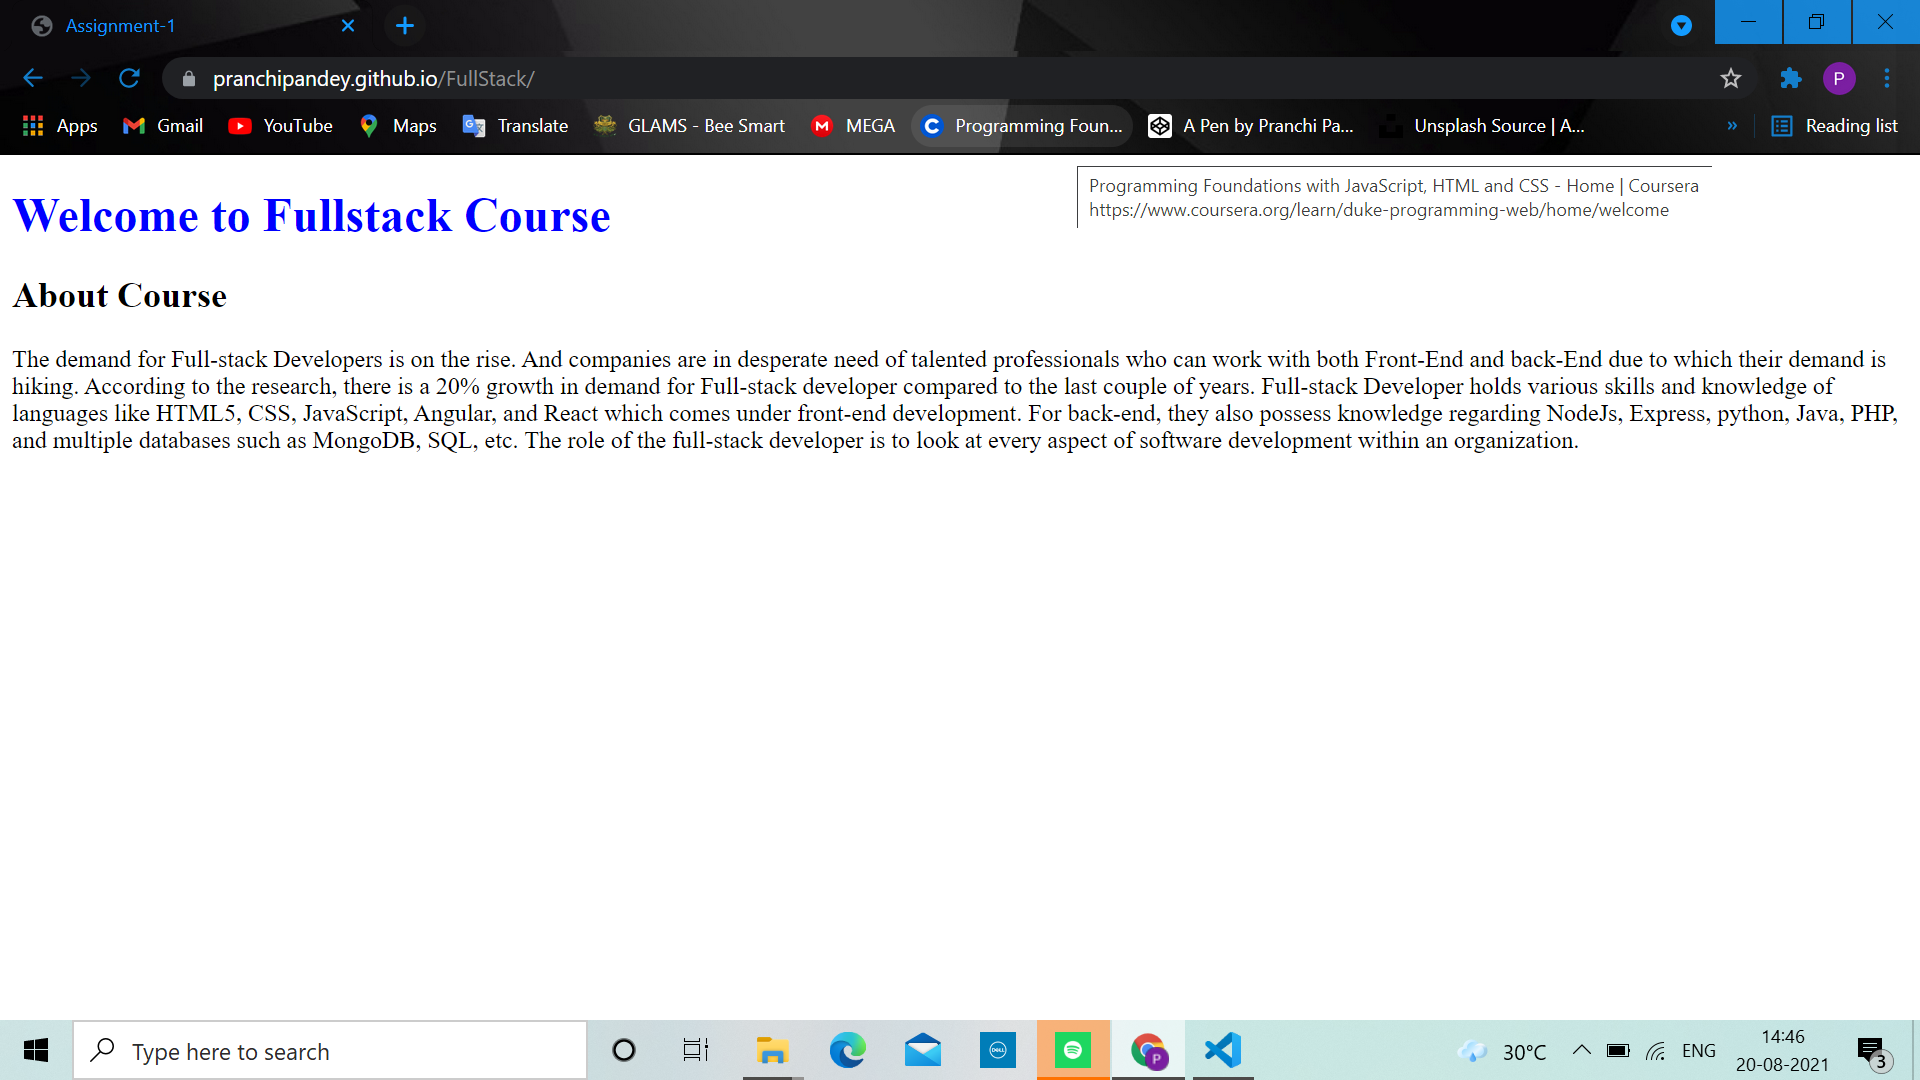 Assignment-1
pranchipandey.github.io/FullStack/
P
Apps Gmail YouTube Maps Translate GLAMS - Bee Smart MEGA Programming Foun... A Pen by Pranchi Pa... Unsplash Source | A... » Reading list
Programming Foundations with JavaScript, HTML and CSS - Home | Coursera
https://www.coursera.org/learn/duke-programming-web/home/welcome
Welcome to Fullstack Course
About Course
The demand for Full-stack Developers is on the rise. And companies are in desperate need of talented professionals who can work with both Front-End and back-End due to which their demand is
hiking. According to the research, there is a 20% growth in demand for Full-stack developer compared to the last couple of years. Full-stack Developer holds various skills and knowledge of
languages like HTML5, CSS, JavaScript, Angular, and React which comes under front-end development. For back-end, they also possess knowledge regarding NodeJs, Express, python, Java, PHP,
and multiple databases such as MongoDB, SQL, etc. The role of the full-stack developer is to look at every aspect of software development within an organization.
Type here to search
DELL
P
30°C
ENG
14:46
20-08-2021
3